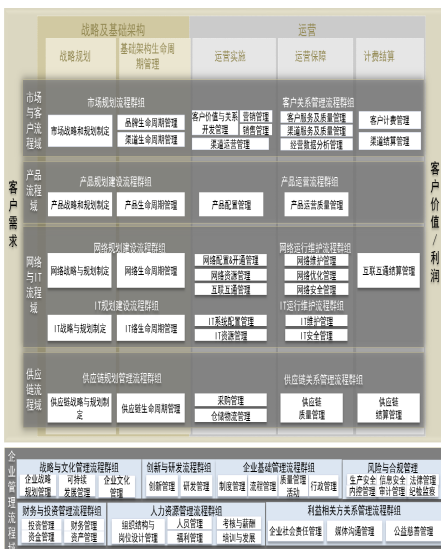 战略及基础架构
运营
战略规划
基础架构生命周期管理
运营实施
运营保障
计费结算
客户需求
客户价值/利润
市场与客户流程域
市场规划流程群组
客户关系管理流程群组
市场战略和规划制定
品牌生命周期管理
渠道生命周期管理
客户价值与关系开发管理
营销管理
销售管理
渠道运营管理
客户服务及质量管理
渠道服务及质量管理
经营数据分析管理
客户计费管理
渠道结算管理
产品流程域
产品规划建设流程群组
产品运营流程群组
产品战略和规划制定
产品生命周期管理
产品配置管理
产品运营质量管理
网络与IT流程域
网络规划建设流程群组
网络运行维护流程群组
网络战略与规划制定
网络生命周期管理
网络配置&开通管理
网络资源管理
互联互通管理
网络维护管理
网络优化管理
网络安全管理
互联互通结算管理
IT规划建设流程群组
IT运行维护流程群组
IT战略与规划制定
IT络生命周期管理
IT系统配置管理
IT资源管理
IT维护管理
IT安全管理
供应链流程域
供应链规划管理流程群组
供应链关系管理流程群组
供应链战略与规划制定
供应链生命周期管理
采购管理
仓储物流管理
供应链
质量管理
供应链
结算管理
企业管理流程域
战略与文化管理流程群组
企业战略规划管理
可持续发展管理
企业文化管理
创新与研发流程群组
创新管理
研发管理
企业基础管理流程群组
制度管理
流程管理
质量管理活动
行政管理
风险与合规管理
生产安全 信息安全 法律管理
内控管理 审计管理 纪检监察
财务与投资管理流程群组
投资管理
资金管理
财务管理
资产管理
人力资源管理流程群组
组织结构与
岗位设计管理
人员管理
福利管理
考核与薪酬
培训与发展
利益相关方关系管理流程群组
企业社会责任管理
媒体沟通管理
公益慈善管理